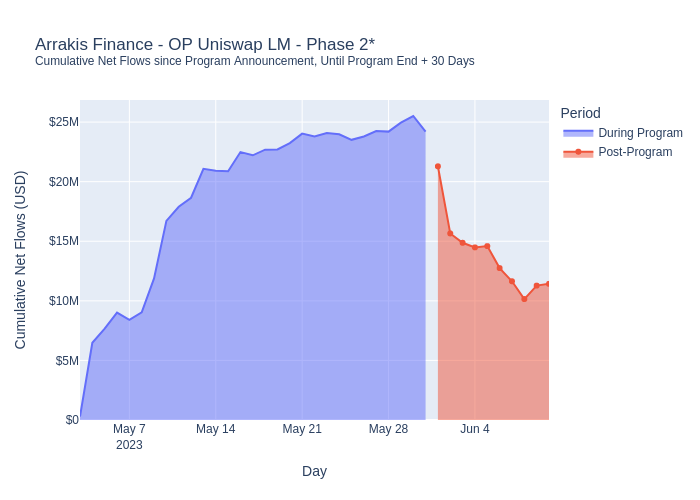 Arrakis Finance - OP Uniswap LM - Phase 2*
Cumulative Net Flows since Program Announcement, Until Program End + 30 Days
Period
During Program
Post-Program
Cumulative Net Flows (USD)
$25M
$20M
$15M
$10M
$5M
$0
May 7
2023
May 14
May 21
May 28
Jun 4
Day